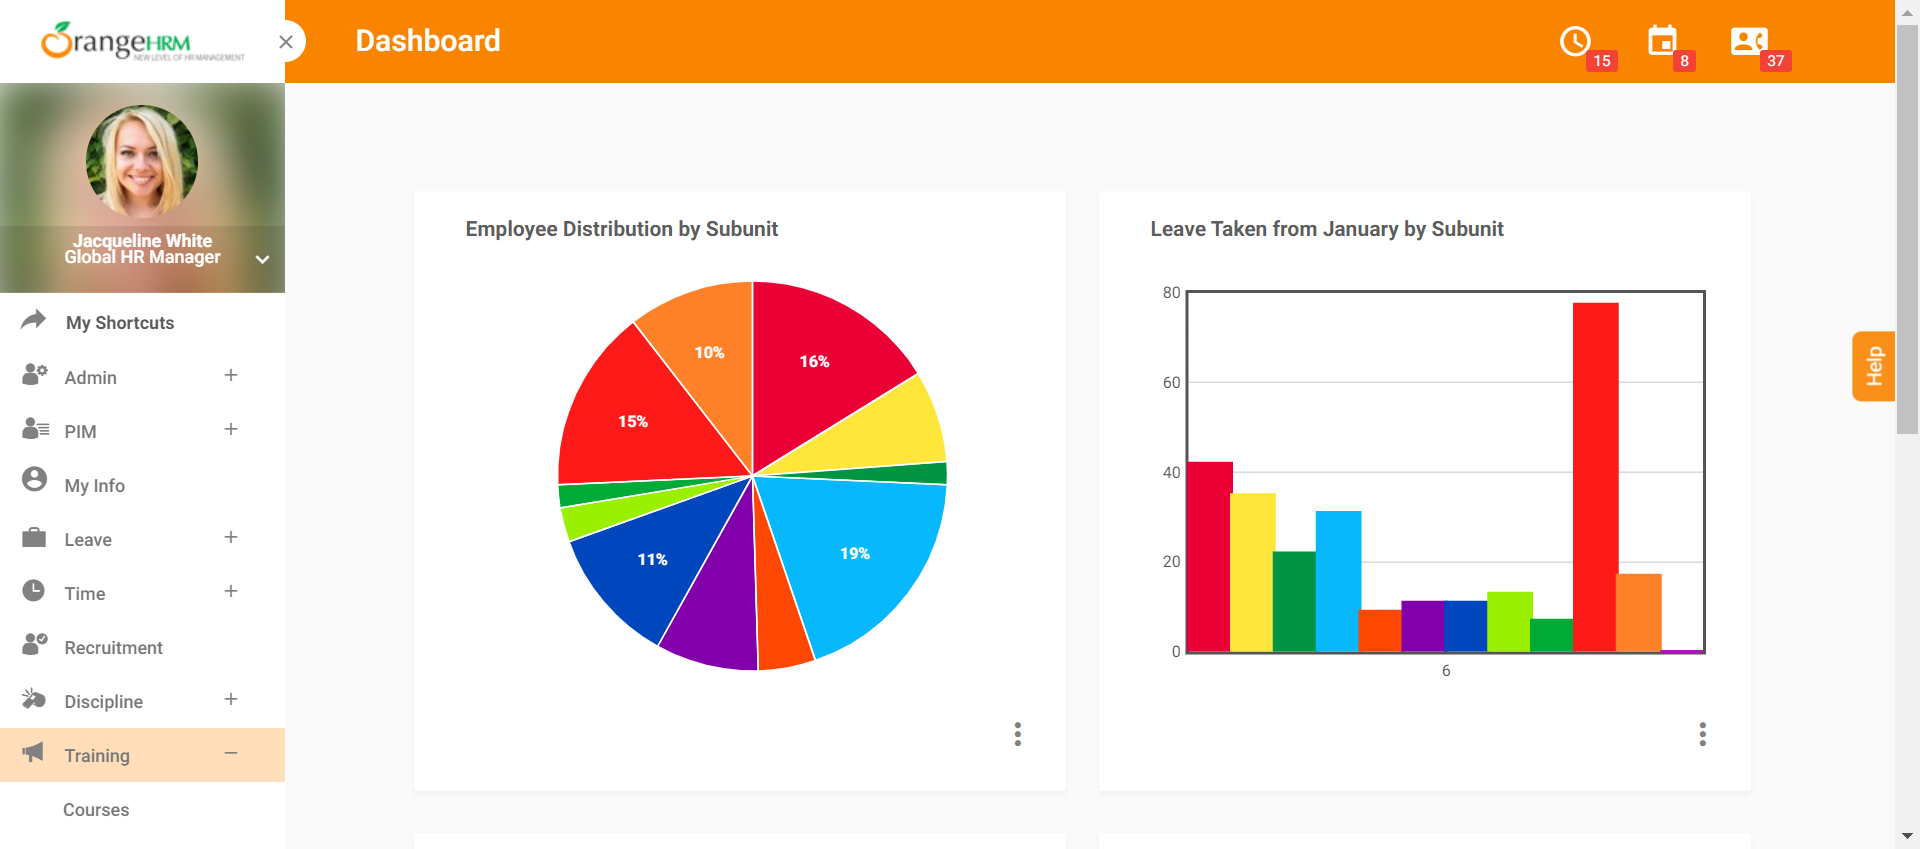 OrangeHRM
NEW LEVEL OF HR MANAGEMENT
Dashboard
15
8
37
Jacqueline White
Global HR Manager
My Shortcuts
Admin
PIM
My Info
Leave
Time
Recruitment
Discipline
Training
Courses
Employee Distribution by Subunit
10%
16%
15%
19%
11%
Leave Taken from January by Subunit
80
60
40
20
0
6
Help